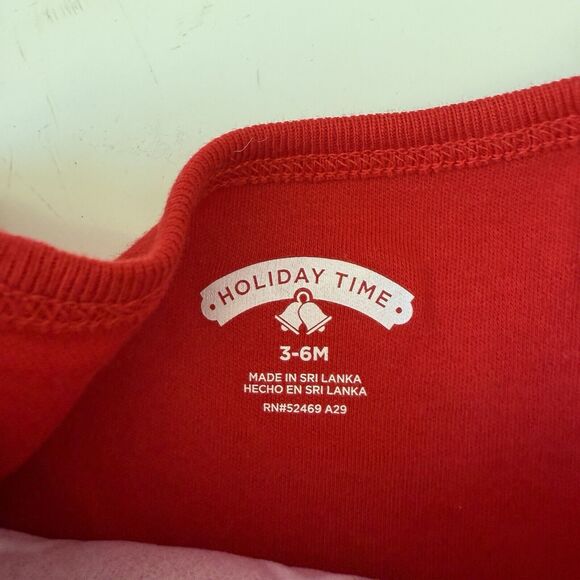 • HOLIDAY TIME •
3-6M
MADE IN SRI LANKA
HECHO EN SRI LANKA
RN#52469 A29